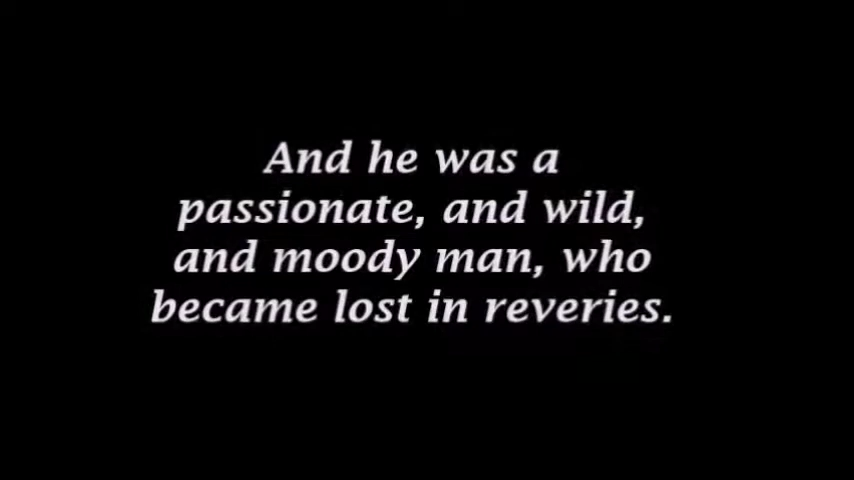 And he was a
passionate, and wild,
and moody man, who
became lost in reveries.